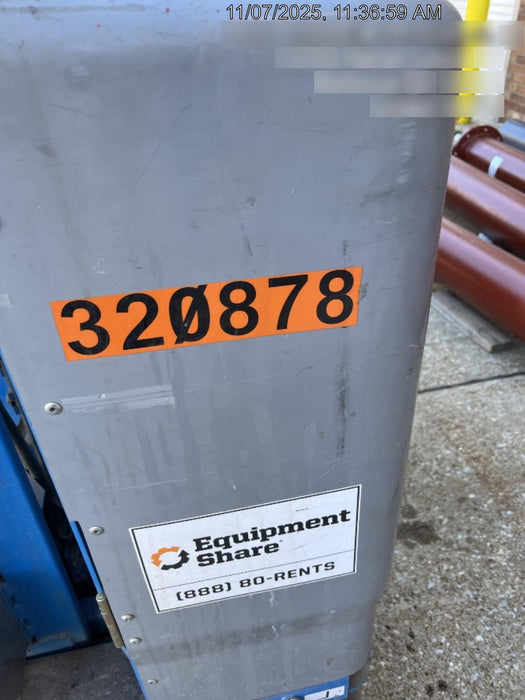 11/07/2025, 11:36:59 AM
320878
Equipment
Share
(888) 80-RENTS